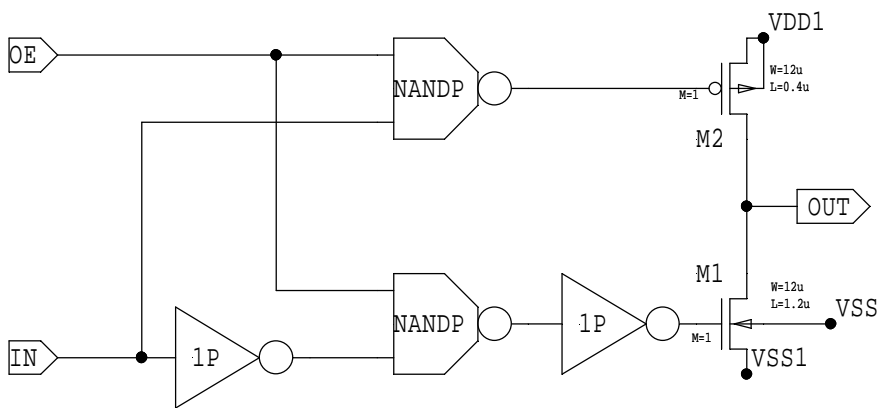 VDD1
OE
W=12u
L=0.4u
NANDP
M=1
M2
OUT
M1
W=12u
L=1.2u
VSS
NANDP
1P
M=1
IN
1P
VSS1